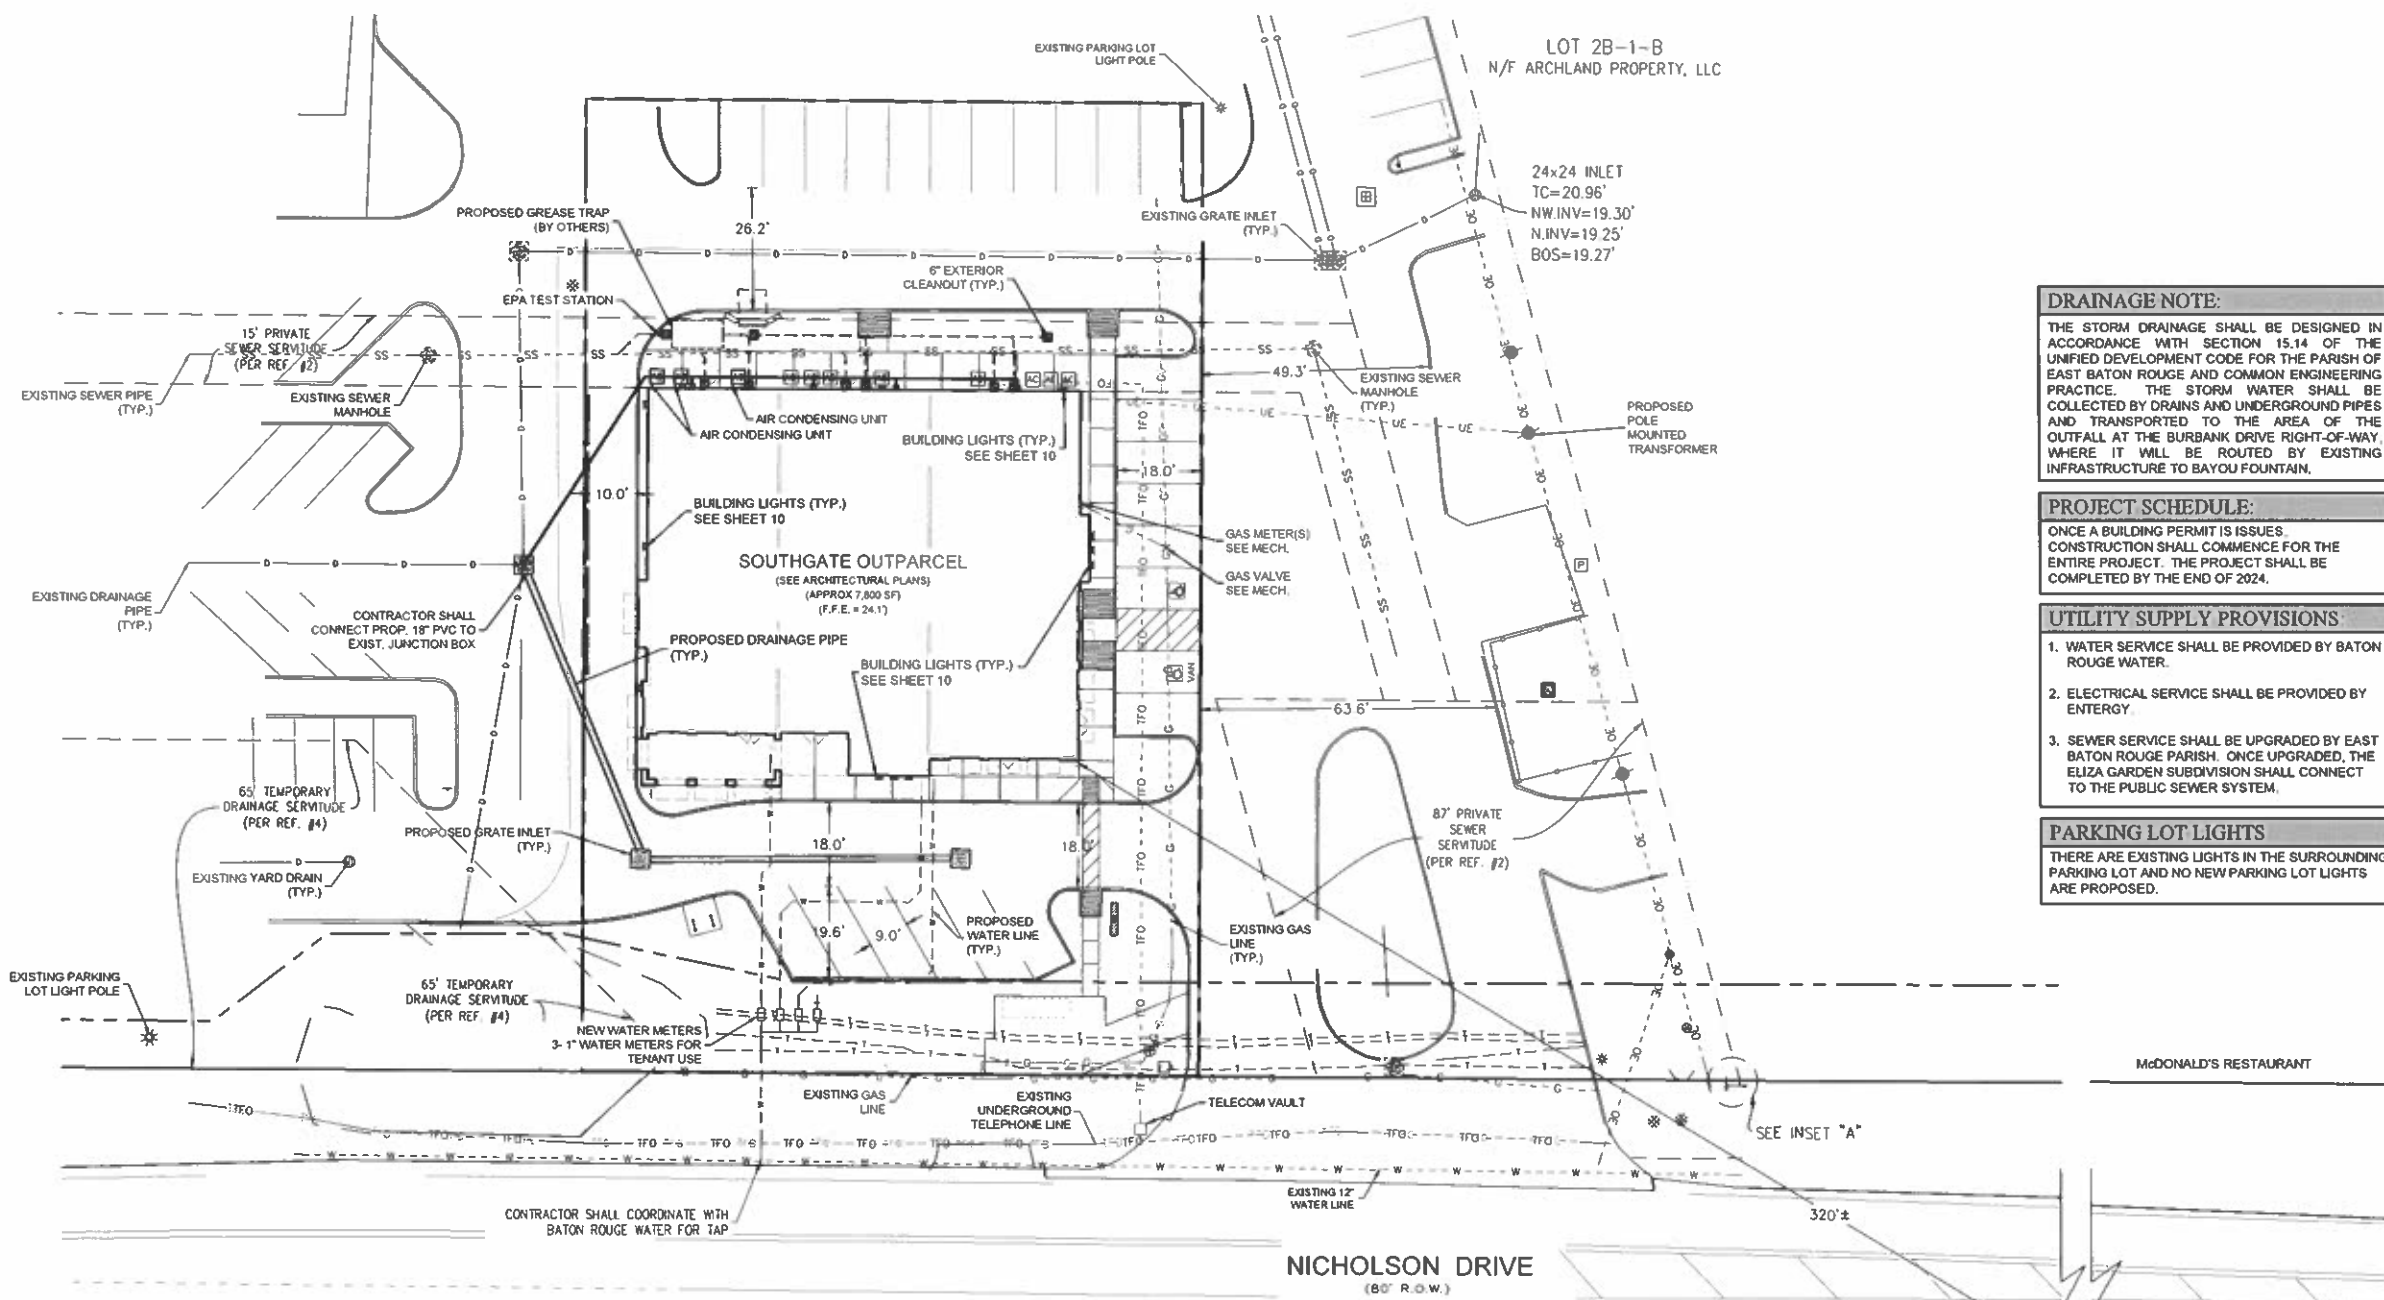 EXISTING PARKING LOT
LIGHT POLE
LOT 2B-1-B
N/F ARCHLAND PROPERTY, LLC
24x24 INLET
TC=20.96'
NW.INV=19.30'
N.INV=19.25'
BOS=19.27'
PROPOSED GREASE TRAP
(BY OTHERS)
26.2'
EXISTING GRATE INLET
(TYP.)
EPA TEST STATION
6" EXTERIOR
CLEANOUT (TYP.)
15' PRIVATE
SEWER SERVITUDE
(PER REF. #2)
EXISTING SEWER PIPE
(TYP.)
EXISTING SEWER
MANHOLE
49.3'
EXISTING SEWER
MANHOLE
(TYP.)
AIR CONDENSING UNIT
AIR CONDENSING UNIT
BUILDING LIGHTS (TYP.)
SEE SHEET 10
PROPOSED
POLE
MOUNTED
TRANSFORMER
18.0'
10.0'
BUILDING LIGHTS (TYP.)
SEE SHEET 10
GAS METER(S)
SEE MECH.
SOUTHGATE OUTPARCEL
(SEE ARCHITECTURAL PLANS)
(APPROX 7,800 SF)
(F.F.E. = 24.1')
GAS VALVE
SEE MECH.
EXISTING DRAINAGE
PIPE
(TYP.)
CONTRACTOR SHALL
CONNECT PROP. 18" PVC TO
EXIST. JUNCTION BOX
PROPOSED DRAINAGE PIPE
(TYP.)
BUILDING LIGHTS (TYP.)
SEE SHEET 10
VAN
63.6'
65' TEMPORARY
DRAINAGE SERVITUDE
(PER REF. #4)
PROPOSED GRATE INLET
(TYP.)
18.0'
18.0'
87' PRIVATE
SEWER
SERVITUDE
(PER REF. #2)
EXISTING YARD DRAIN
(TYP.)
19.6'
9.0'
PROPOSED
WATER LINE
(TYP.)
EXISTING GAS
LINE
(TYP.)
EXISTING PARKING
LOT LIGHT POLE
65' TEMPORARY
DRAINAGE SERVITUDE
(PER REF. #4)
NEW WATER METERS
3- 1" WATER METERS FOR
TENANT USE
EXISTING GAS
LINE
EXISTING
UNDERGROUND
TELEPHONE LINE
TELECOM VAULT
McDONALD'S RESTAURANT
SEE INSET "A"
EXISTING 12"
WATER LINE
CONTRACTOR SHALL COORDINATE WITH
BATON ROUGE WATER FOR TAP
320'±
NICHOLSON DRIVE
(80' R.O.W.)
DRAINAGE NOTE:
THE STORM DRAINAGE SHALL BE DESIGNED IN
ACCORDANCE WITH SECTION 15.14 OF THE
UNIFIED DEVELOPMENT CODE FOR THE PARISH OF
EAST BATON ROUGE AND COMMON ENGINEERING
PRACTICE. THE STORM WATER SHALL BE
COLLECTED BY DRAINS AND UNDERGROUND PIPES
AND TRANSPORTED TO THE AREA OF THE
OUTFALL AT THE BURBANK DRIVE RIGHT-OF-WAY,
WHERE IT WILL BE ROUTED BY EXISTING
INFRASTRUCTURE TO BAYOU FOUNTAIN.
PROJECT SCHEDULE:
ONCE A BUILDING PERMIT IS ISSUES,
CONSTRUCTION SHALL COMMENCE FOR THE
ENTIRE PROJECT. THE PROJECT SHALL BE
COMPLETED BY THE END OF 2024.
UTILITY SUPPLY PROVISIONS:
1. WATER SERVICE SHALL BE PROVIDED BY BATON
ROUGE WATER.
2. ELECTRICAL SERVICE SHALL BE PROVIDED BY
ENTERGY.
3. SEWER SERVICE SHALL BE UPGRADED BY EAST
BATON ROUGE PARISH. ONCE UPGRADED, THE
ELIZA GARDEN SUBDIVISION SHALL CONNECT
TO THE PUBLIC SEWER SYSTEM.
PARKING LOT LIGHTS
THERE ARE EXISTING LIGHTS IN THE SURROUNDING
PARKING LOT AND NO NEW PARKING LOT LIGHTS
ARE PROPOSED.